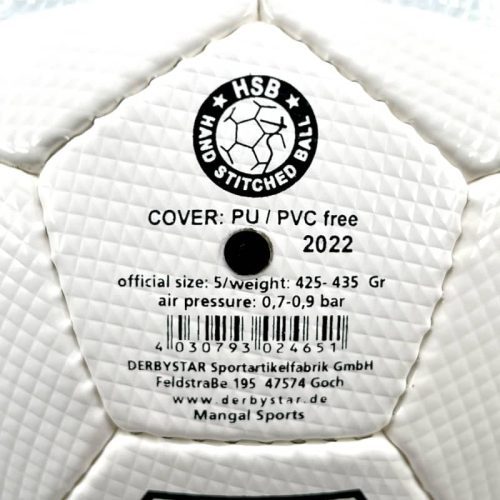 HSB
HAND STITCHED BALL
COVER: PU / PVC free
2022
official size: 5/weight: 425- 435 Gr
air pressure: 0,7-0,9 bar
4 030793 024651
DERBYSTAR Sportartikelfabrik GmbH
Feldstraße 195 47574 Goch
www.derbystar.de
Mangal Sports